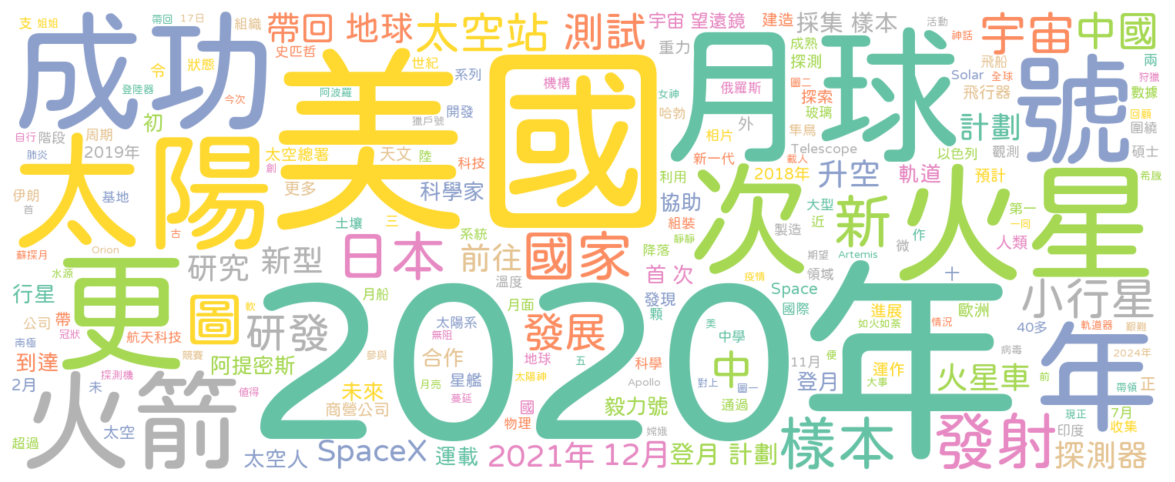 成功
美國
月球
號
太陽
2020年
火星
次
更
火箭
帶回 地球
太空站
測試
宇宙 望遠鏡
建造
採集 樣本
宇宙
中國
神話
活動
支
姐姐
帶回
17日
組織
史匹哲
世紀
重力
成熟
飛船
兩
令
狀態
登陸器
今次
初
阿波羅
系列
機構
女神
俄羅斯
圖二
探測
探索
Solar
全球
狩獵
數據
飛行器
自行
階段
周期
獵戶號
開發
哈勃
玻璃
外
計劃
回顧
圍繞
肺炎
2019年
太空總署
天文
陸
科技
相片
隼鳥
Telescope
新一代
載人
以色列
觀測
碩士
創
伊朗
基地
更多
科學家
利用
2018年
升空
軌道
預計
希臘
首
土壤
三
協助
組裝
大型
近
新
第一
一同
古
日本
系統
前往
國家
降落
靜靜
製造
微
作
人類
蘇探月
Orion
研究
新型
溫度
首次
期望
領域
Artemis
水源
行星
月船
月面
發現
疫情
Space
十
小行星
公司
帶
圖
顆
國際
進展
歐洲
冠狀
航天科技
研發
太陽系
無阻
發展
美
中學
如火如荼
情況
40多
軌道器
艱難
兩極
到達
競賽
參與
合作
地球
科學
中
11月
運作
病毒
年
2024年
2月
未
探測機
阿提密斯
月亮
星艦
太陽神
五
Apollo
對上
圖一
登月
便
大事
火星車
前
帶領
正
值得
未來
蔓延
國
毅力號
通過
現正
7月
商營公司
物理
嫦娥
印度
收集
超過
太空
太空人
SpaceX
運載
2021年 12月
登月 計劃
樣本
發射
探測器
軟